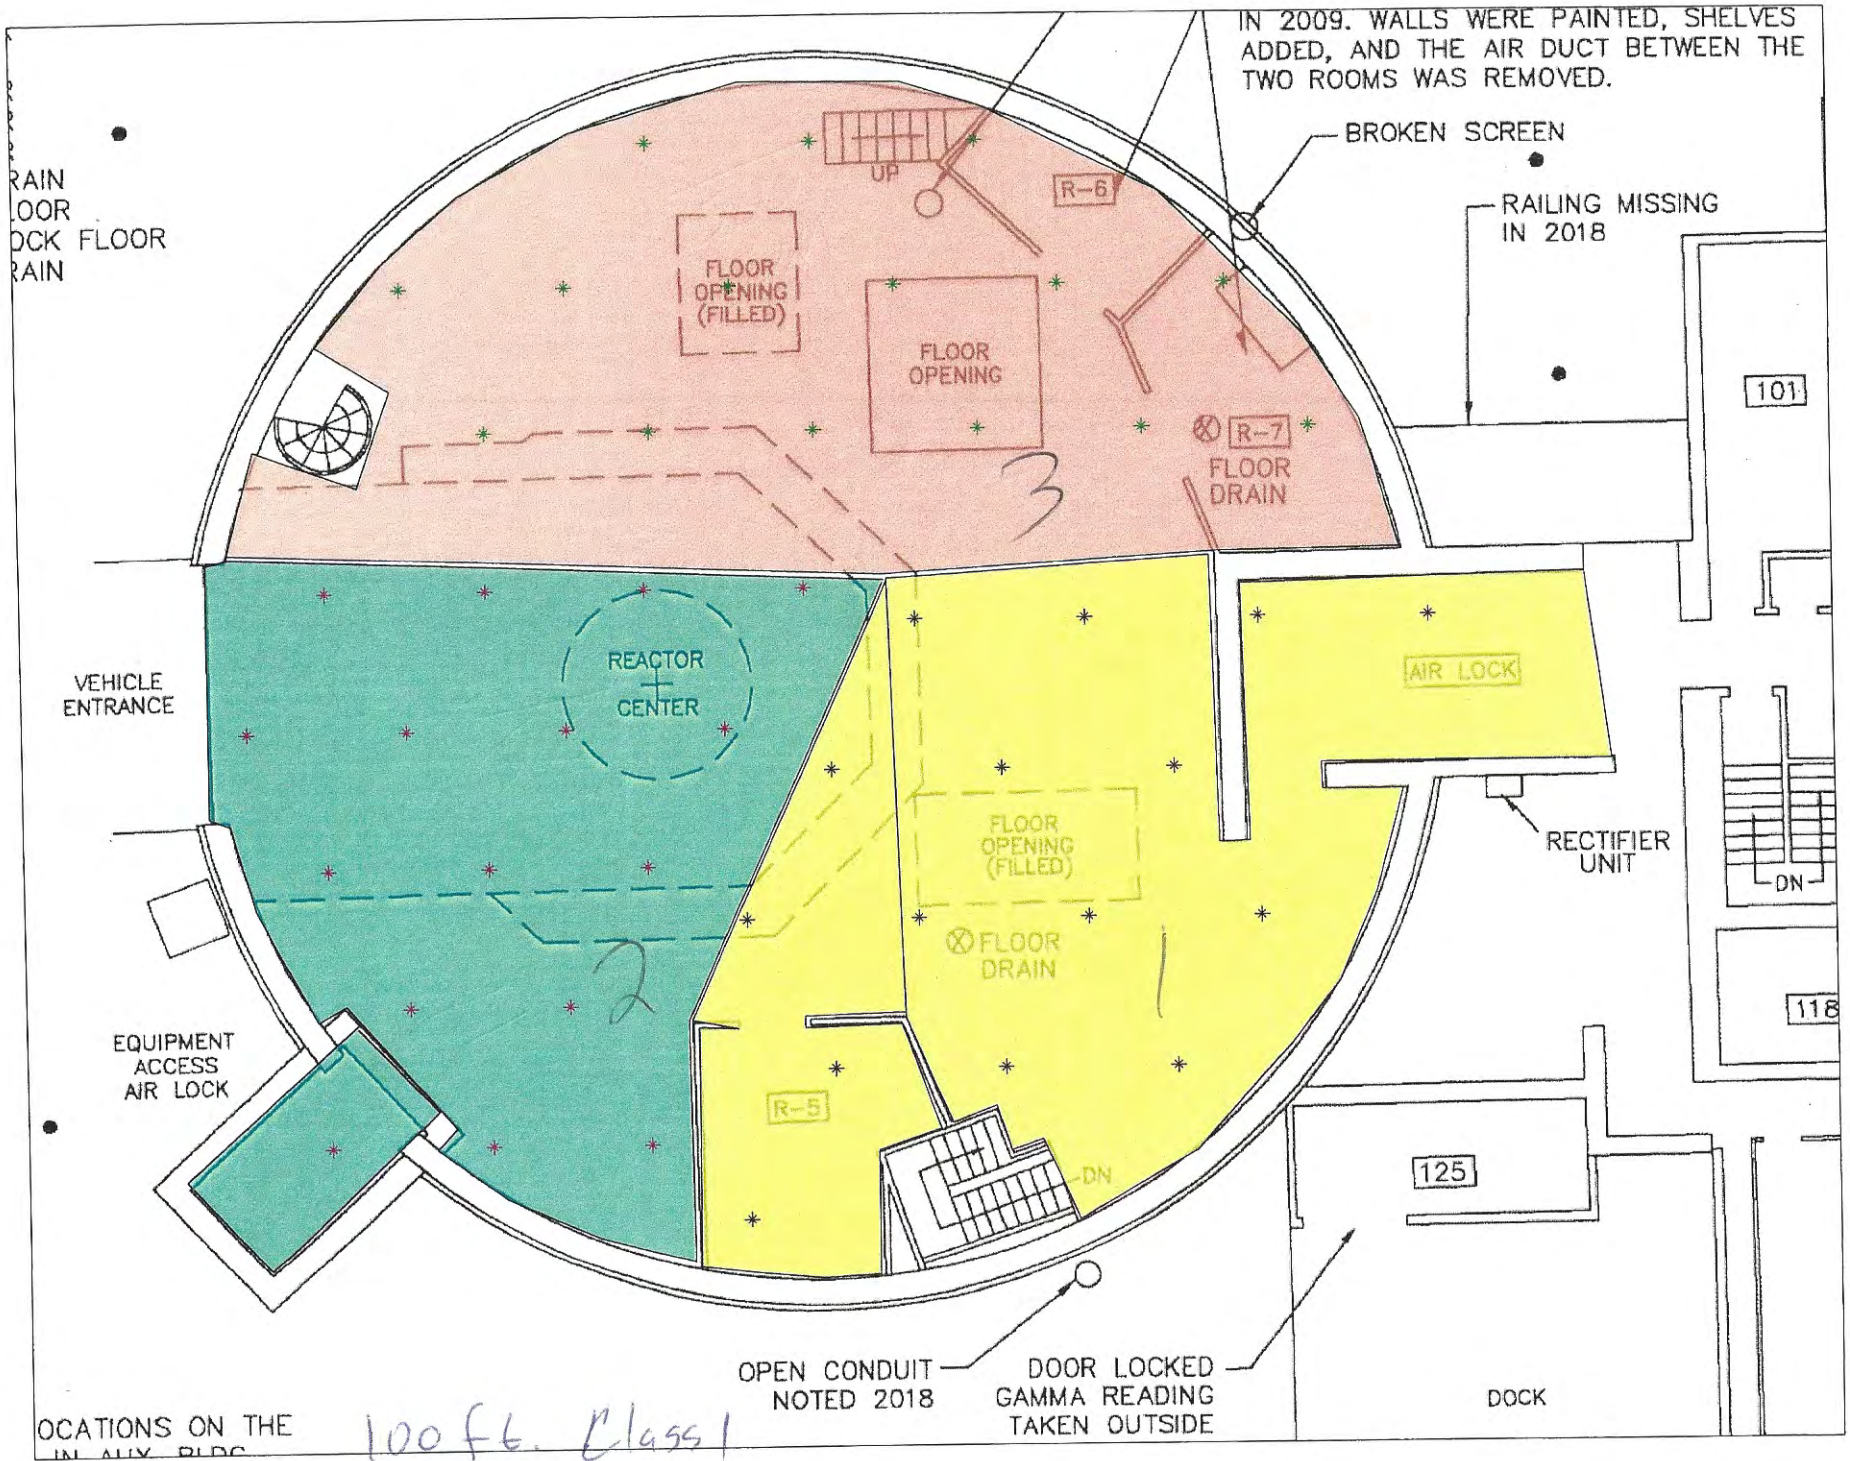 IN 2009. WALLS WERE PAINTED, SHELVES
ADDED, AND THE AIR DUCT BETWEEN THE
TWO ROOMS WAS REMOVED.
BROKEN SCREEN
RAILING MISSING
IN 2018
RAIN
LOOR
OCK FLOOR
RAIN
UP
R-6
FLOOR
OPENING
(FILLED)
FLOOR
OPENING
101
R-7
FLOOR
DRAIN
3
VEHICLE
ENTRANCE
REACTOR
CENTER
AIR LOCK
FLOOR
OPENING
(FILLED)
RECTIFIER
UNIT
DN
FLOOR
DRAIN
2
1
118
EQUIPMENT
ACCESS
AIR LOCK
R-5
DN
125
OPEN CONDUIT
NOTED 2018
DOOR LOCKED
GAMMA READING
TAKEN OUTSIDE
DOCK
OCATIONS ON THE
IN AUX. BLDG.
100 ft. Class 1